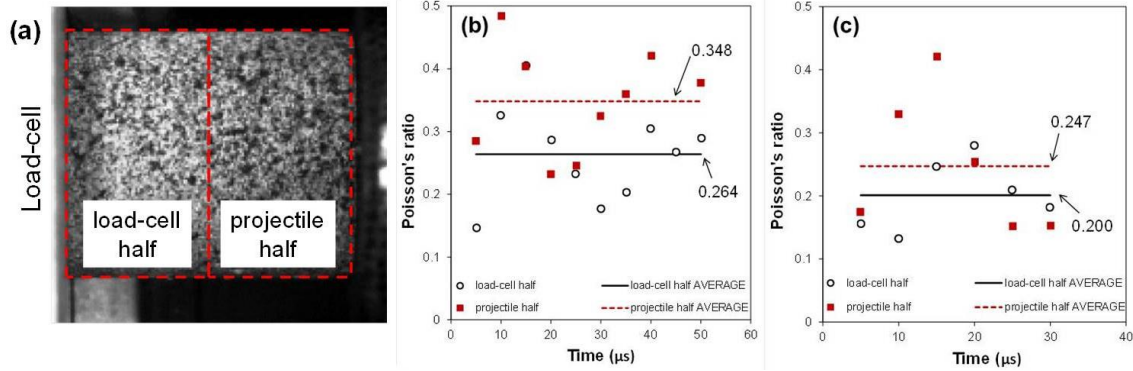 (a)
Load-cell
load-cell
half
projectile
half
(b)
Poisson's ratio
0.5
0.4
0.3
0.2
0.1
0
0.348
0.264
load-cell half
load-cell half AVERAGE
projectile half
projectile half AVERAGE
0 10 20 30 40 50 60
Time (µs)
(c)
Poisson's ratio
0.5
0.4
0.3
0.2
0.1
0
0.247
0.200
load-cell half
load-cell half AVERAGE
projectile half
projectile half AVERAGE
0 10 20 30 40
Time (µs)